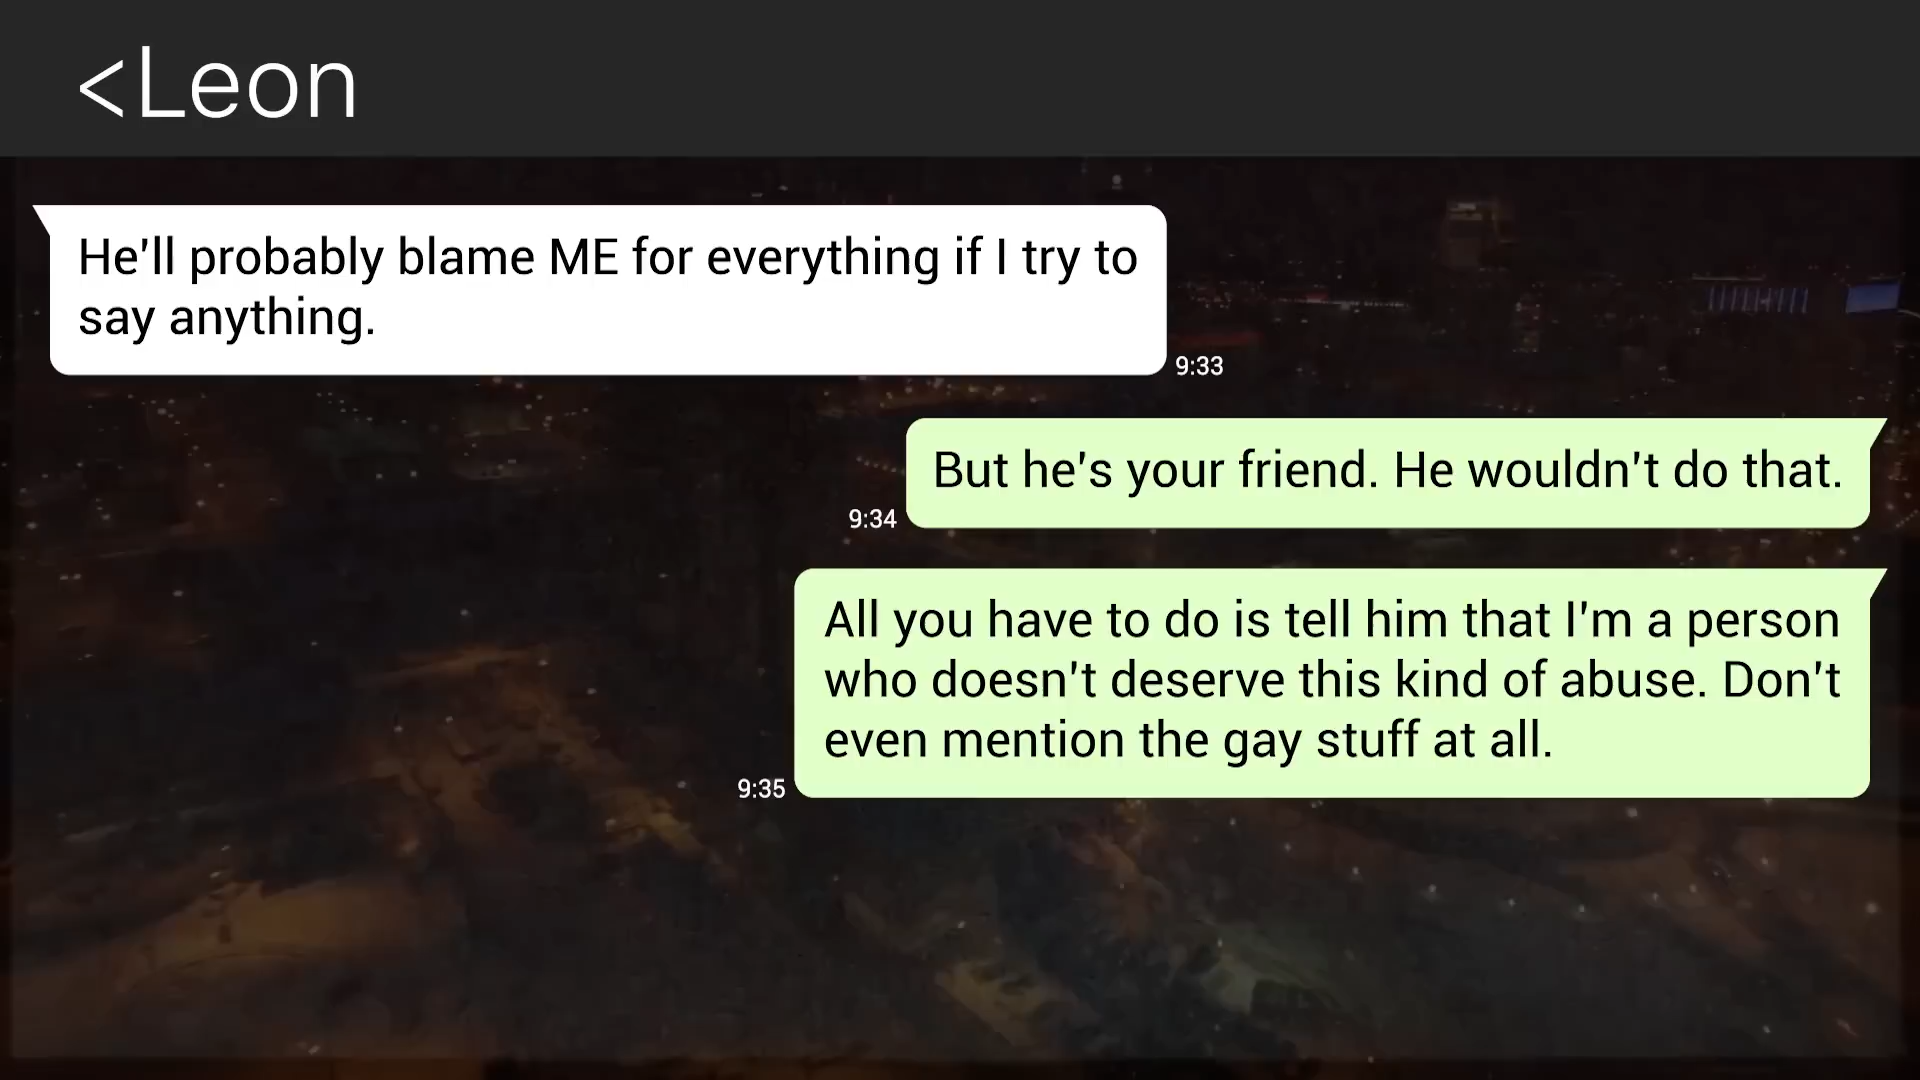 <Leon
He'll probably blame ME for everything if I try to
say anything.
9:33
But he's your friend. He wouldn't do that.
9:34
All you have to do is tell him that I'm a person
who doesn't deserve this kind of abuse. Don't
even mention the gay stuff at all.
9:35